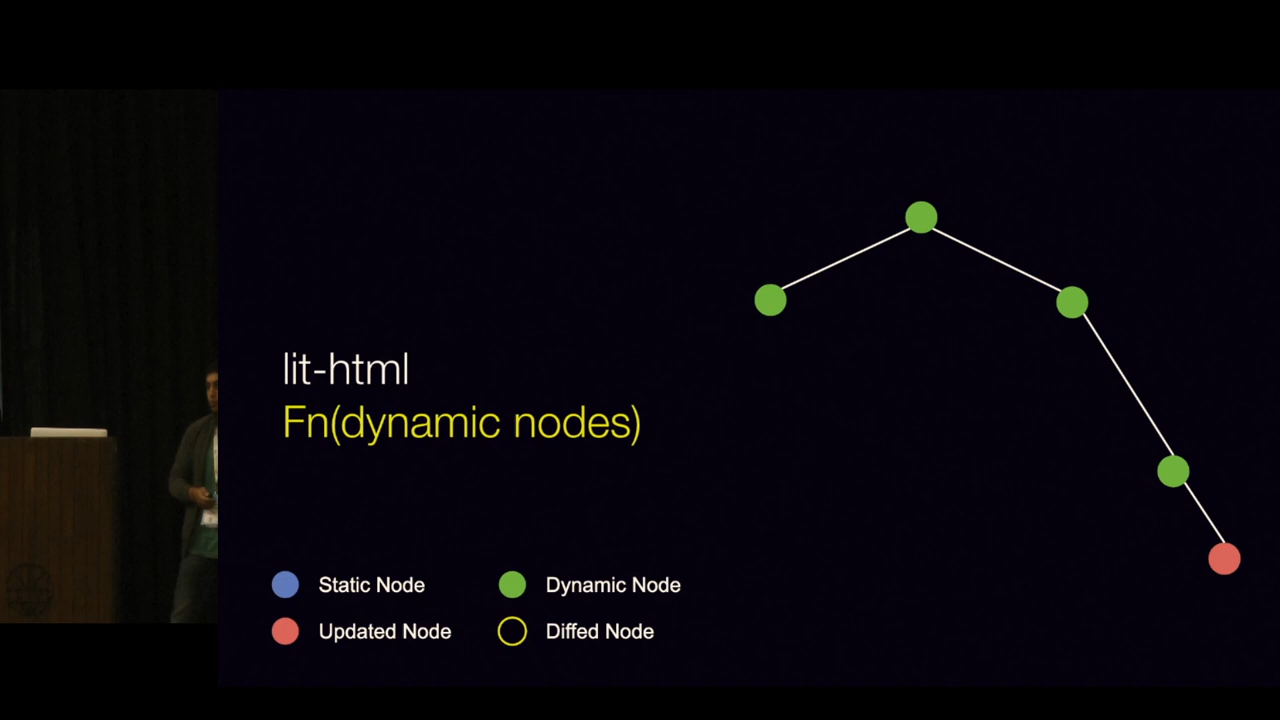 lit-html
Fn(dynamic nodes)
Static Node
Dynamic Node
Updated Node
Diffed Node